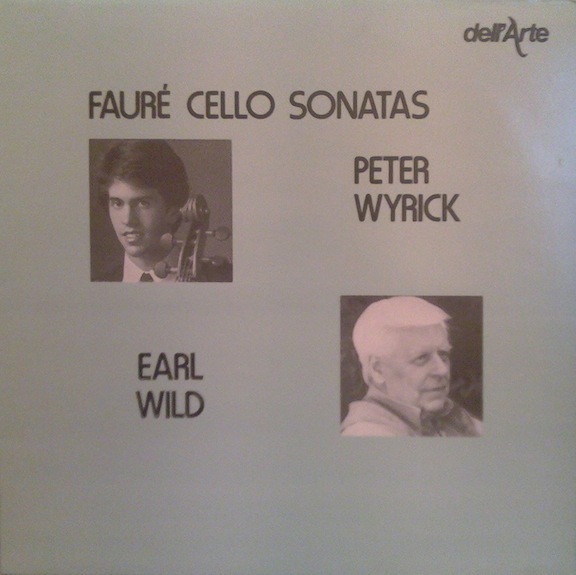 dell'Arte
FAURÉ CELLO SONATAS
PETER
WYRICK
EARL
WILD